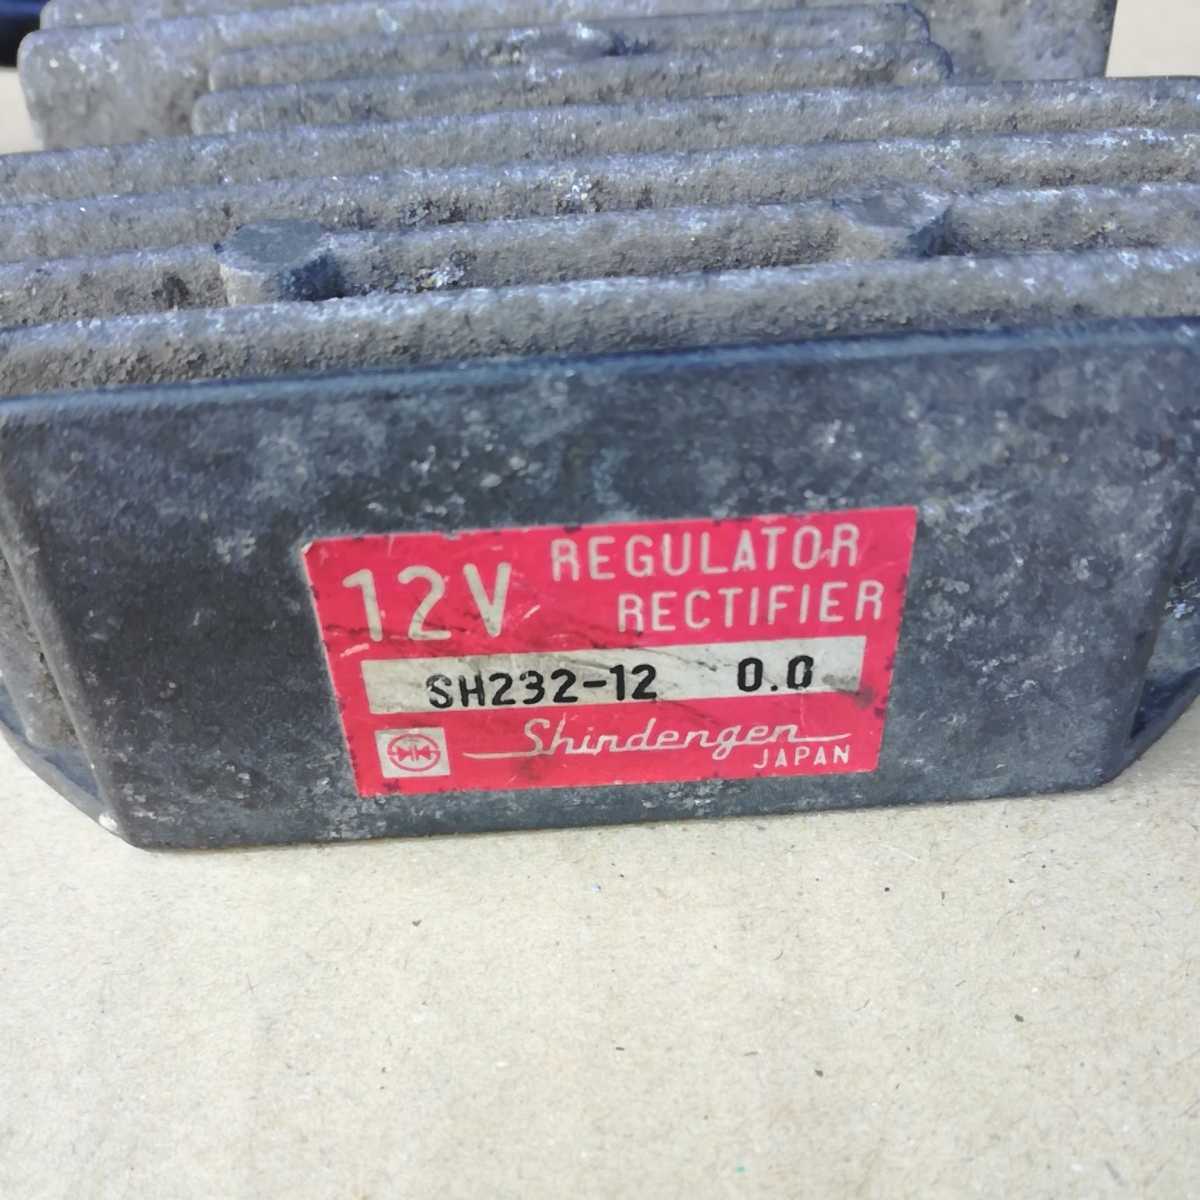 12V REGULATOR
RECTIFIER
SH232-12 0.0
Shindengen
JAPAN